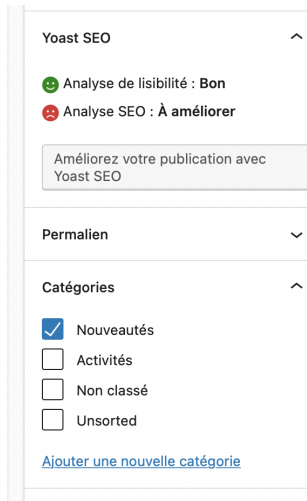 Yoast SEO
Analyse de lisibilité : Bon
Analyse SEO : À améliorer
Améliorez votre publication avec
Yoast SEO
Permalien
Catégories
Nouveautés
Activités
Non classé
Unsorted
Ajouter une nouvelle catégorie